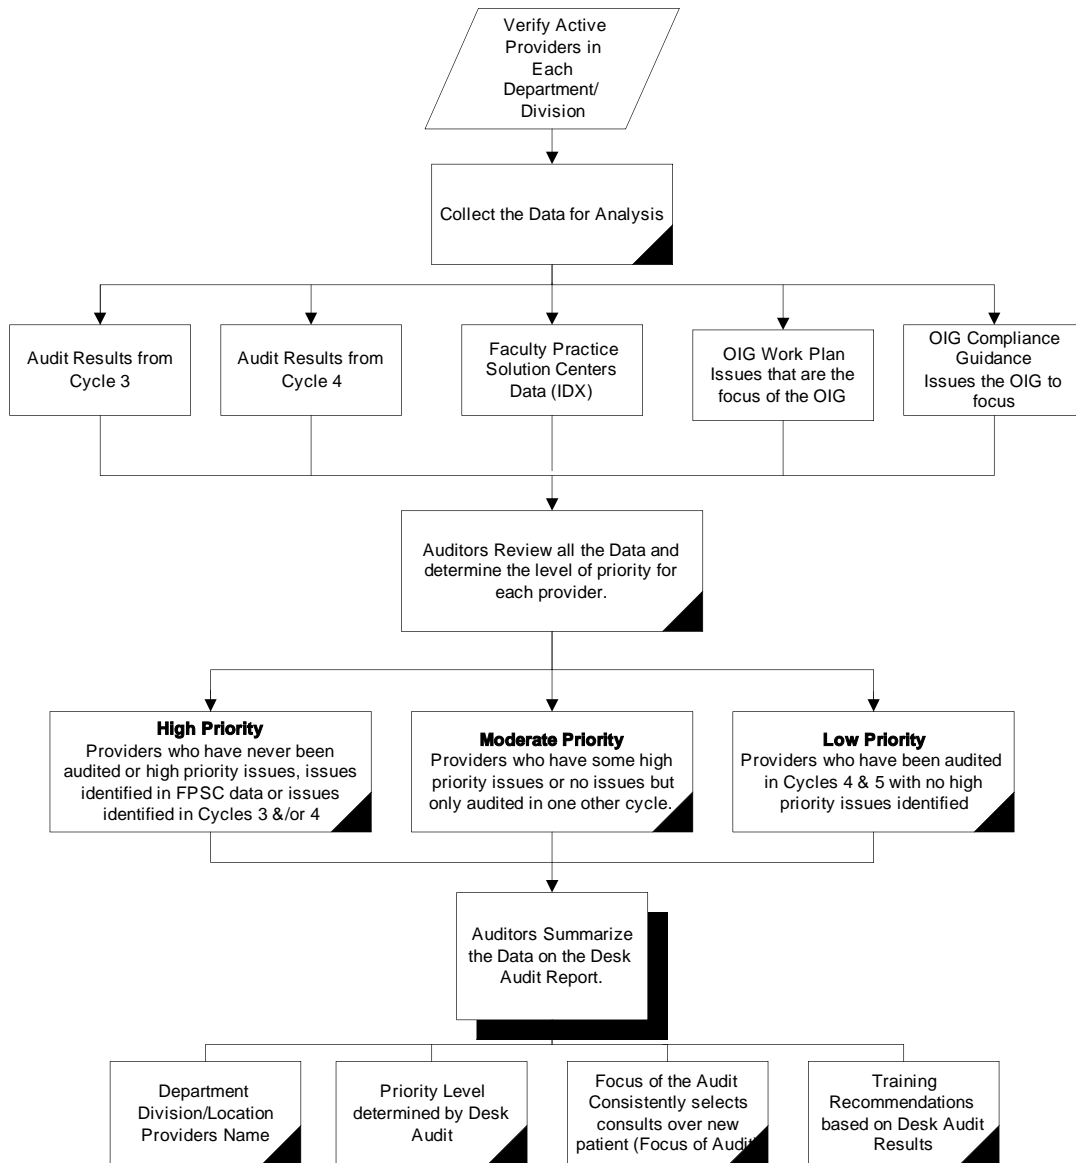 Verify Active
Providers in
Each
Department/
Division
Collect the Data for Analysis
Audit Results from
Cycle 3
Audit Results from
Cycle 4
Faculty Practice
Solution Centers
Data (IDX)
OIG Work Plan
Issues that are the
focus of the OIG
OIG Compliance
Guidance
Issues the OIG to
focus
Auditors Review all the Data and
determine the level of priority for
each provider.
High Priority
Providers who have never been
audited or high priority issues, issues
identified in FPSC data or issues
identified in Cycles 3 &/or 4
Moderate Priority
Providers who have some high
priority issues or no issues but
only audited in one other cycle.
Low Priority
Providers who have been audited
in Cycles 4 & 5 with no high
priority issues identified
Auditors Summarize
the Data on the Desk
Audit Report.
Department
Division/Location
Providers Name
Priority Level
determined by Desk
Audit
Focus of the Audit
Consistently selects
consults over new
patient (Focus of Audit)
Training
Recommendations
based on Desk Audit
Results